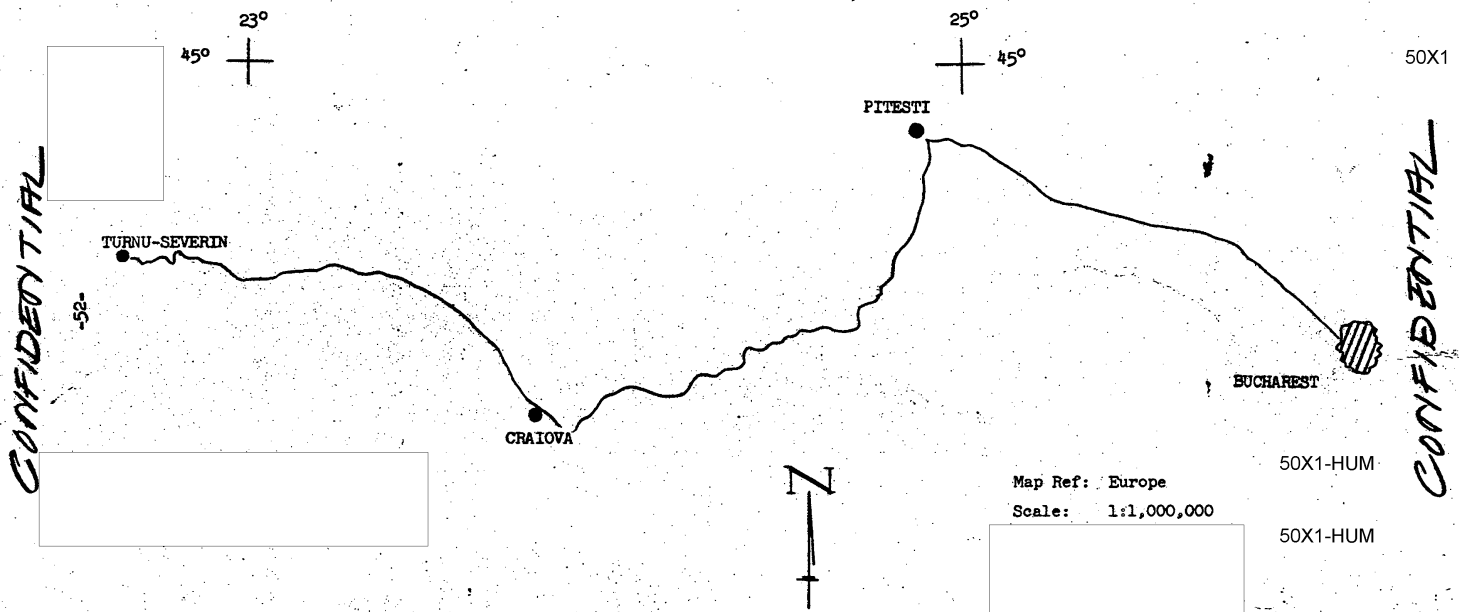 23°
25°
45°
45°
50X1
PITESTI
CONFIDENTIAL
CONFIDENTIAL
TURNU-SEVERIN
-52-
BUCHAREST
CRAIOVA
50X1-HUM
N
Map Ref: Europe
Scale: 1:1,000,000
50X1-HUM